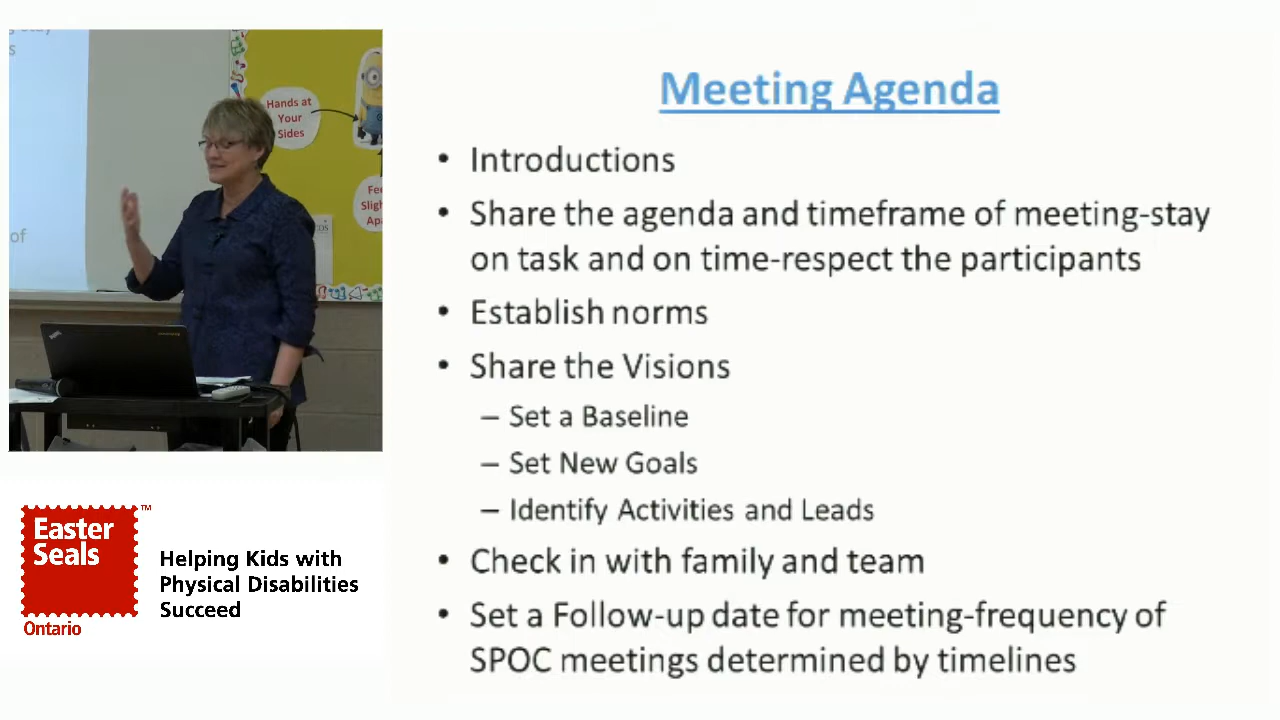 Meeting Agenda
• Introductions
• Share the agenda and timeframe of meeting-stay
on task and on time-respect the participants
• Establish norms
• Share the Visions
– Set a Baseline
– Set New Goals
– Identify Activities and Leads
• Check in with family and team
• Set a Follow-up date for meeting-frequency of
SPOC meetings determined by timelines
stay
of
Hands at
Your
Sides
Easter
Seals
™
Ontario
Helping Kids with
Physical Disabilities
Succeed